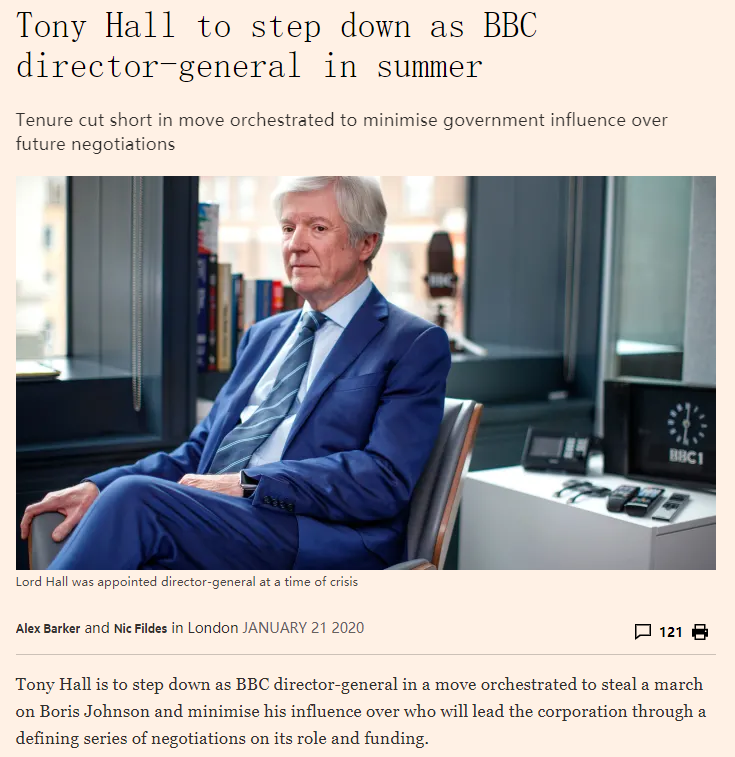 Tony Hall to step down as BBC
director-general in summer
Tenure cut short in move orchestrated to minimise government influence over
future negotiations
BBC
BBC1
Lord Hall was appointed director-general at a time of crisis
Alex Barker and Nic Fildes in London JANUARY 21 2020
121
Tony Hall is to step down as BBC director-general in a move orchestrated to steal a march
on Boris Johnson and minimise his influence over who will lead the corporation through a
defining series of negotiations on its role and funding.